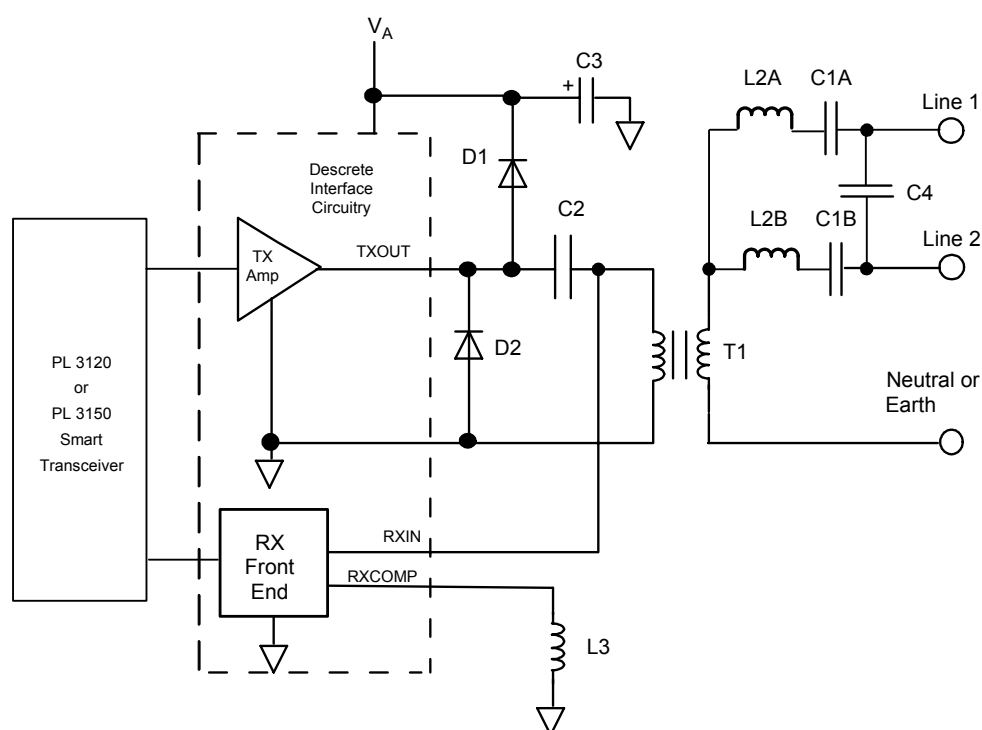 VA
C3
+
L2A
C1A
Line 1
D1
Descrete
Interface
Circuitry
C4
C2
L2B
C1B
Line 2
TX
Amp
TXOUT
D2
T1
PL 3120
or
PL 3150
Smart
Transceiver
Neutral or
Earth
RX
Front
End
RXIN
RXCOMP
L3